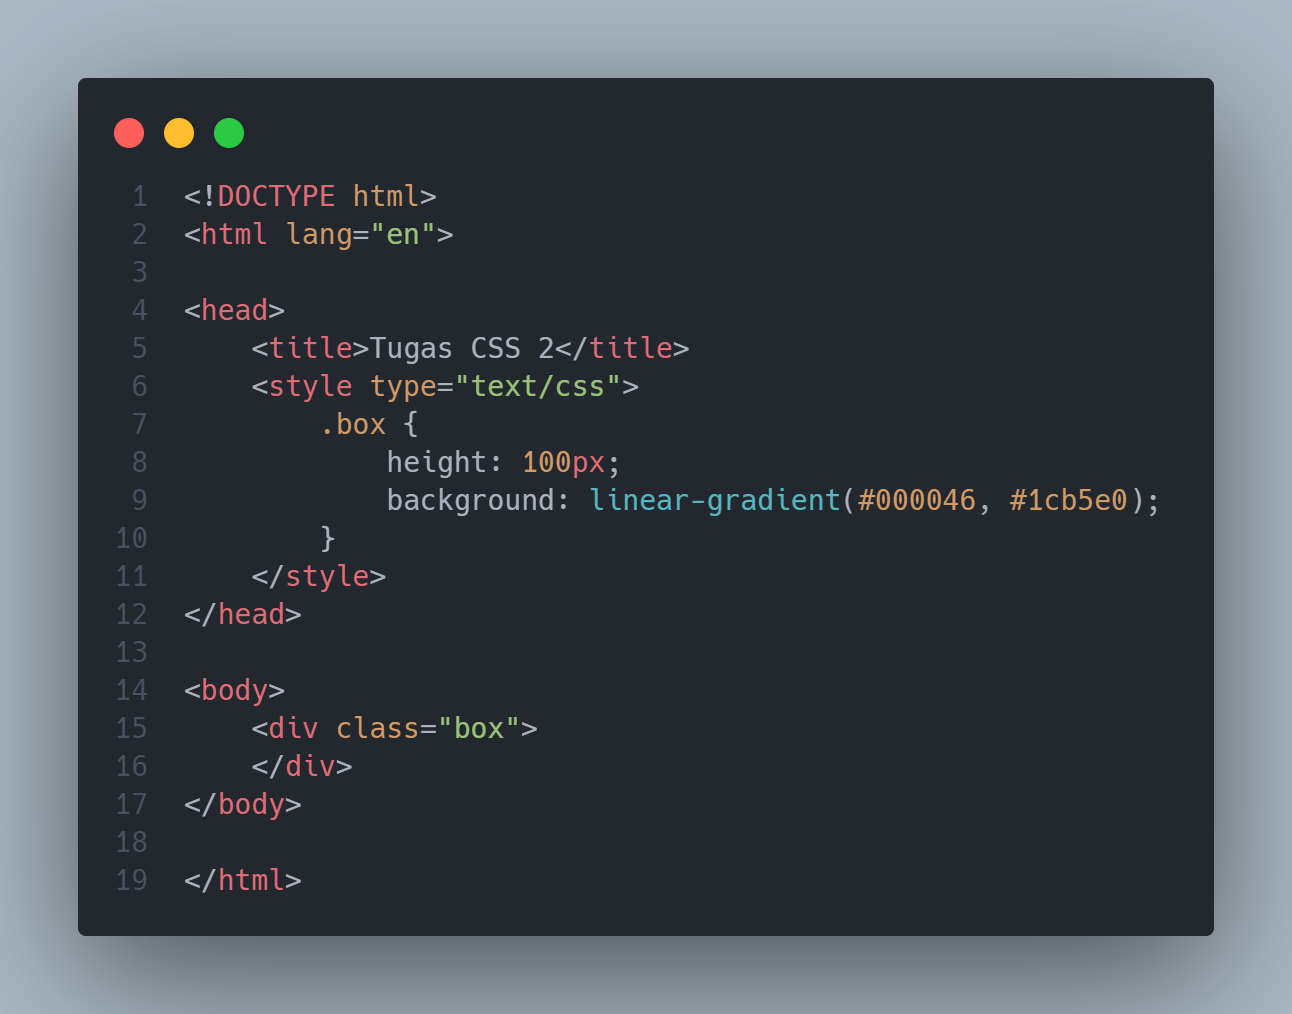 1 <!DOCTYPE html>
2 <html lang="en">
3
4 <head>
5     <title>Tugas CSS 2</title>
6     <style type="text/css">
7         .box {
8             height: 100px;
9             background: linear-gradient(#000046, #1cb5e0);
10         }
11     </style>
12 </head>
13
14 <body>
15     <div class="box">
16     </div>
17 </body>
18
19 </html>